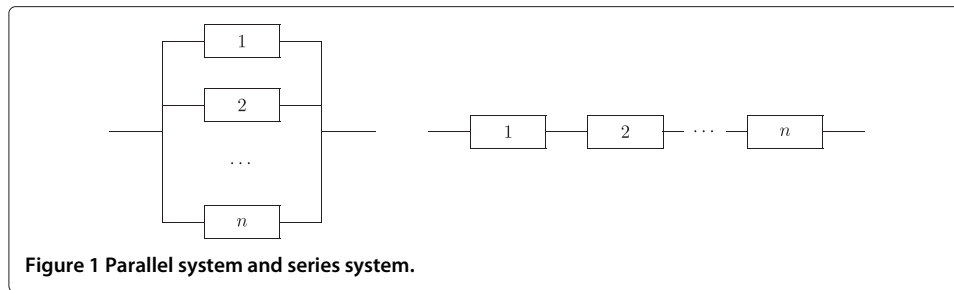 1
2
...
n
1 2 ... n
Figure 1 Parallel system and series system.